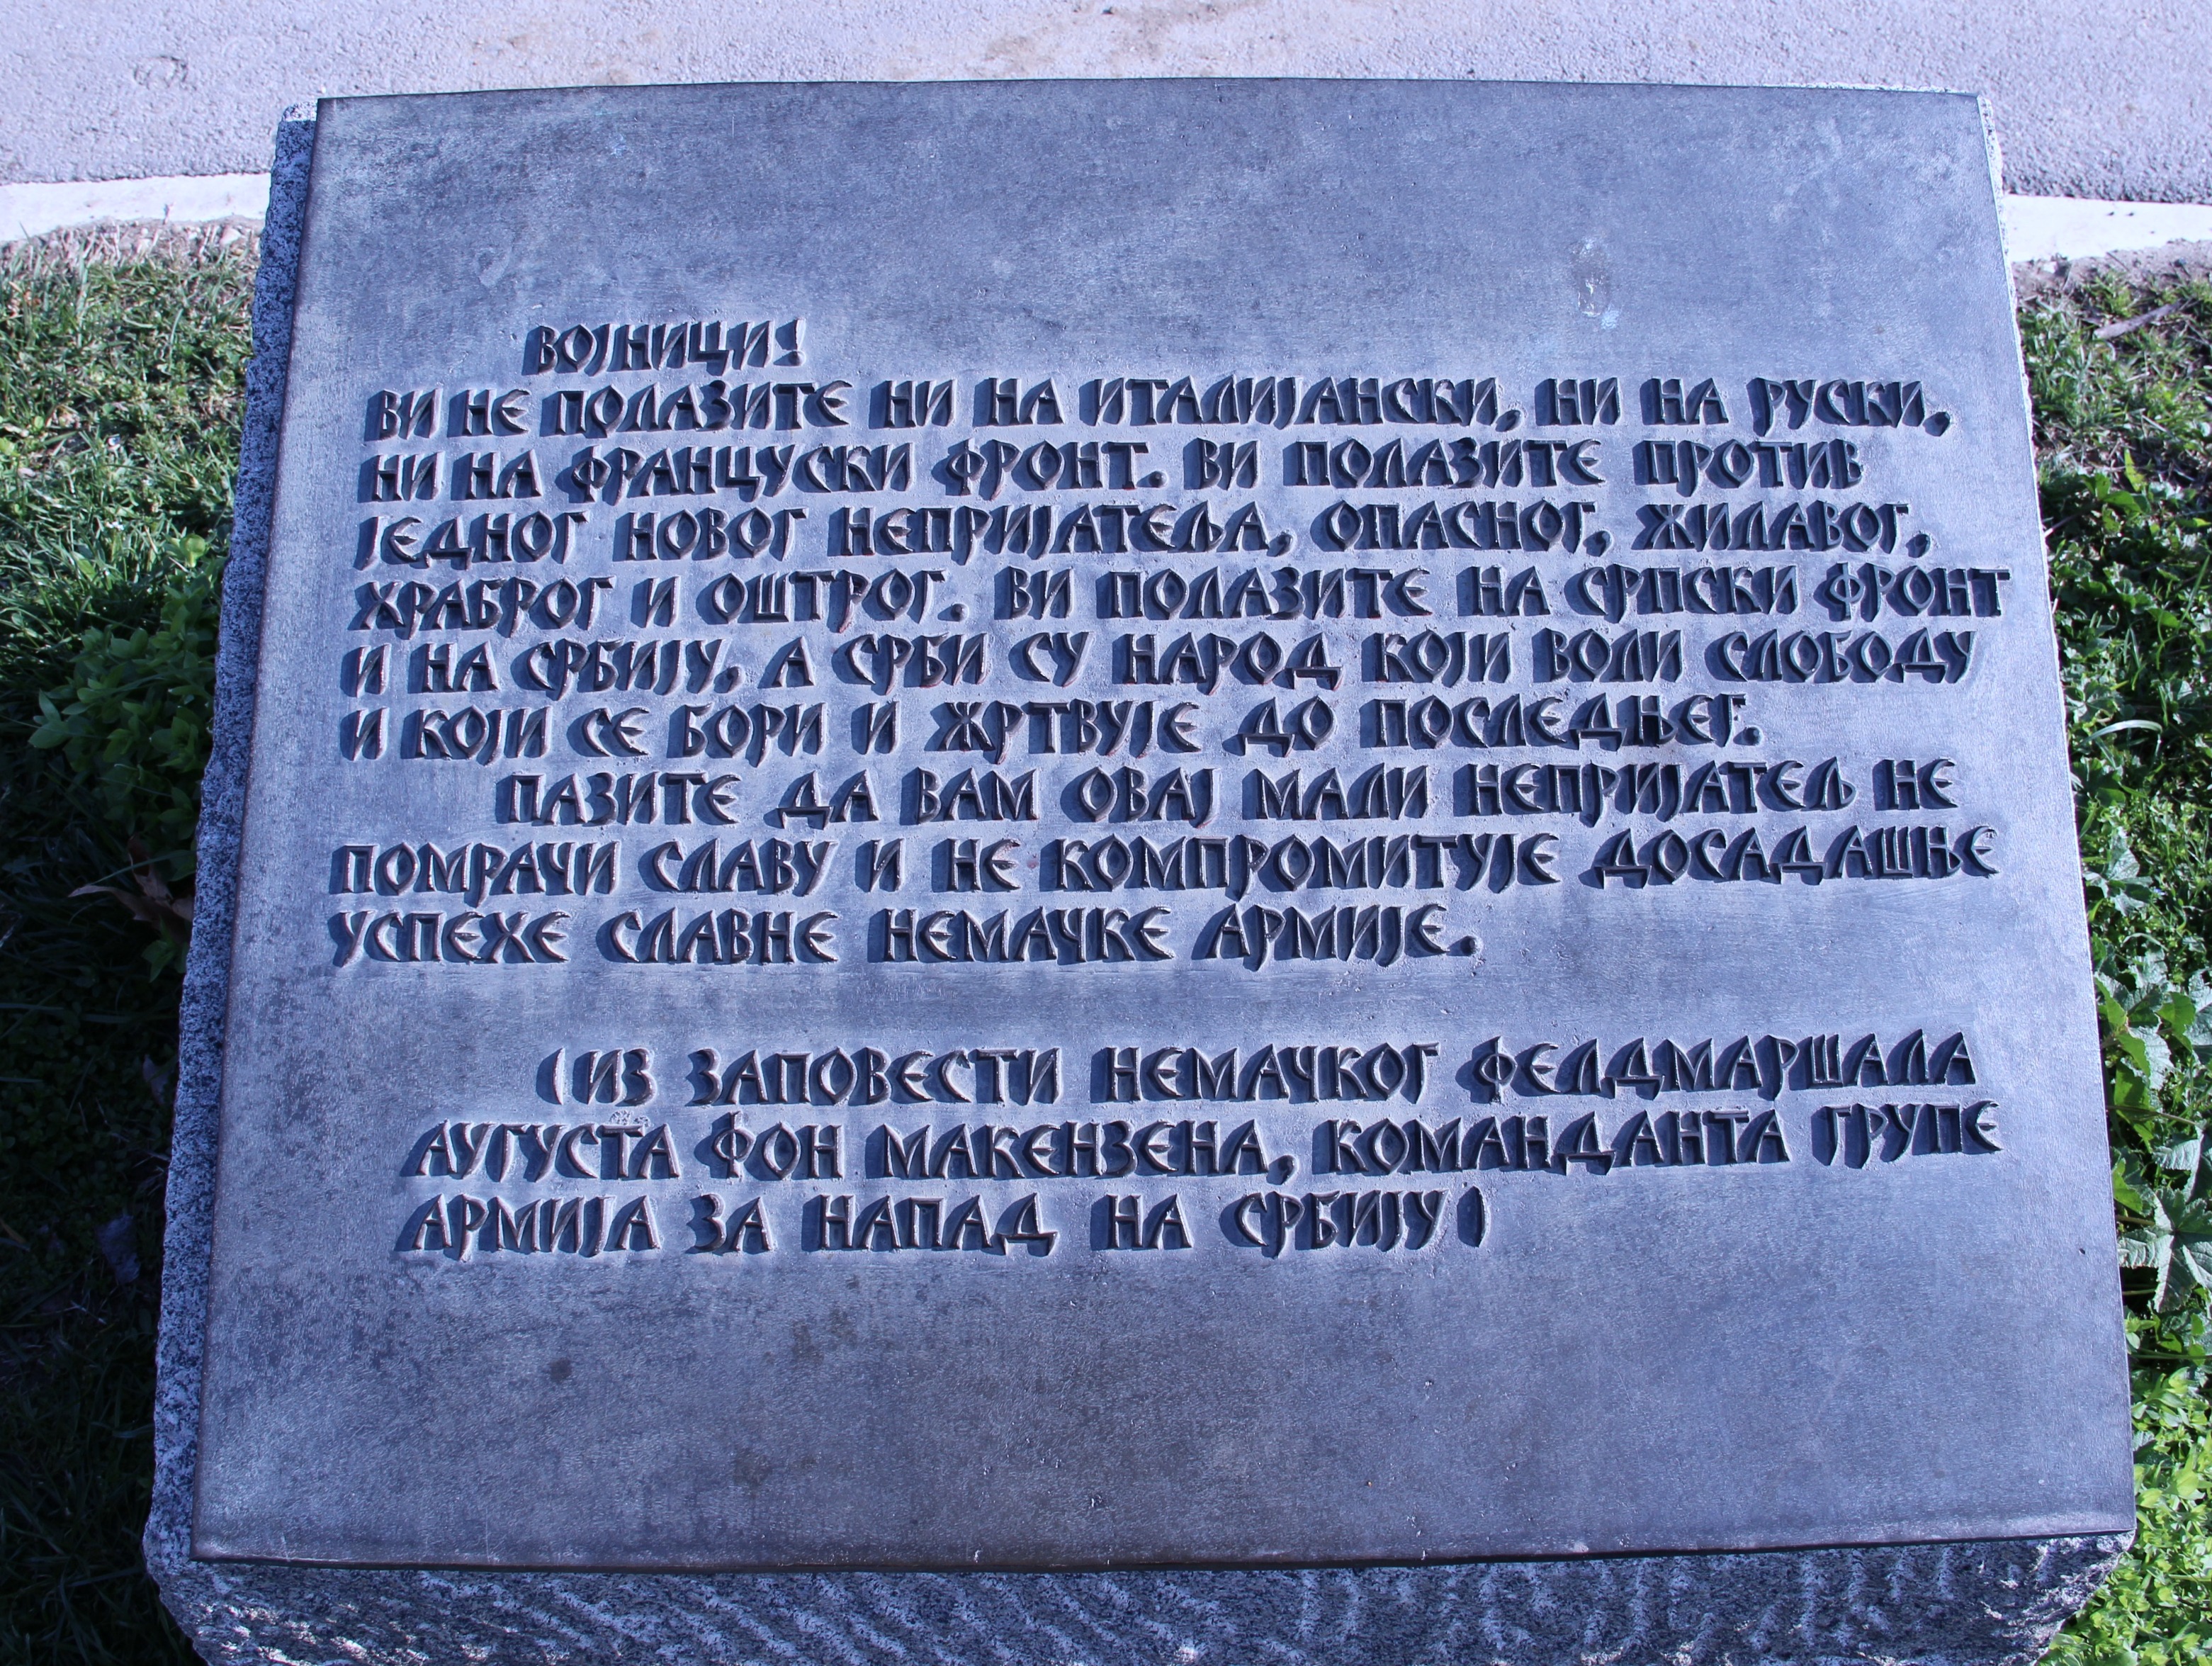 ВОЈНИЦИ!
ВИ НЕ ПОЛАЗИТЕ НИ НА ИТАЛИЈАНСКИ, НИ НА РУСКИ,
НИ НА ФРАНЦУСКИ ФРОНТ. ВИ ПОЛАЗИТЕ ПРОТИВ
ЈЕДНОГ НОВОГ НЕПРИЈАТЕЉА, ОПАСНОГ, ЖИЛАВОГ,
ХРАБРОГ И ОШТРОГ. ВИ ПОЛАЗИТЕ НА СРПСКИ ФРОНТ
И НА СРБИЈУ, А СРБИ СУ НАРОД КОЈИ ВОЛИ СЛОБОДУ
И КОЈИ СЕ БОРИ И ЖРТВУЈЕ ДО ПОСЛЕДЊЕГ.
ПАЗИТЕ ДА ВАМ ОВАЈ МАЛИ НЕПРИЈАТЕЉ НЕ
ПОМРАЧИ СЛАВУ И НЕ КОМПРОМИТУЈЕ ДОСАДАШЊЕ
УСПЕХЕ СЛАВНЕ НЕМАЧКЕ АРМИЈЕ.
(ИЗ ЗАПОВЕСТИ НЕМАЧКОГ ФЕЛДМАРШАЛА
АУГУСТА ФОН МАКЕНЗЕНА, КОМАНДАНТА ГРУПЕ
АРМИЈА ЗА НАПАД НА СРБИЈУ)